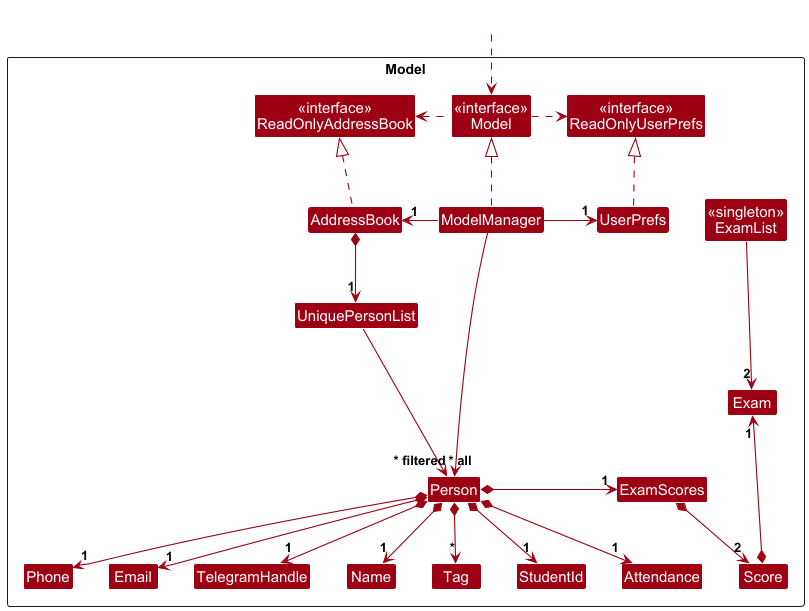 Model
«interface»
ReadOnlyAddressBook
«interface»
Model
«interface»
ReadOnlyUserPrefs
AddressBook
1
ModelManager
1
UserPrefs
«singleton»
ExamList
1
UniquePersonList
2
Exam
1
* filtered * all
Person
1
ExamScores
1
1
1
1
*
1
1
2
Phone
Email
TelegramHandle
Name
Tag
StudentId
Attendance
Score